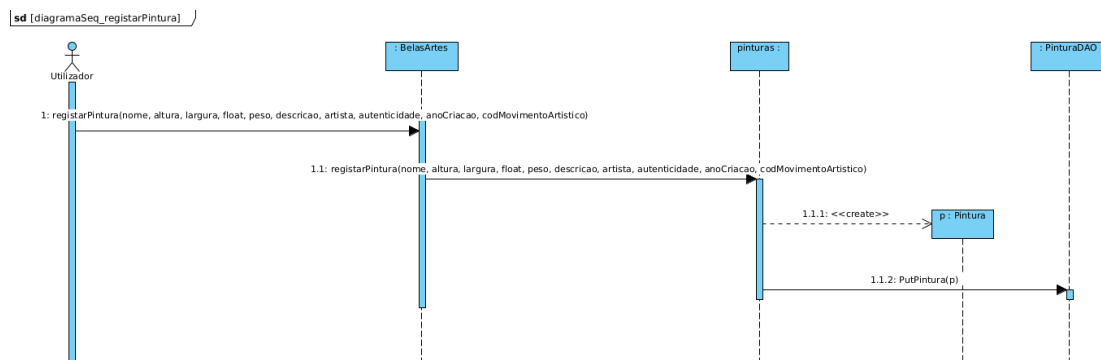 sd [diagramaSeq_registarPintura]
: BelasArtes
pinturas :
: PinturaDAO
Utilizador
1: registarPintura(nome, altura, largura, float, peso, descricao, artista, autenticidade, anoCriacao, codMovimentoArtistico)
1.1: registarPintura(nome, altura, largura, float, peso, descricao, artista, autenticidade, anoCriacao, codMovimentoArtistico)
1.1.1: <<create>>
p : Pintura
1.1.2: PutPintura(p)